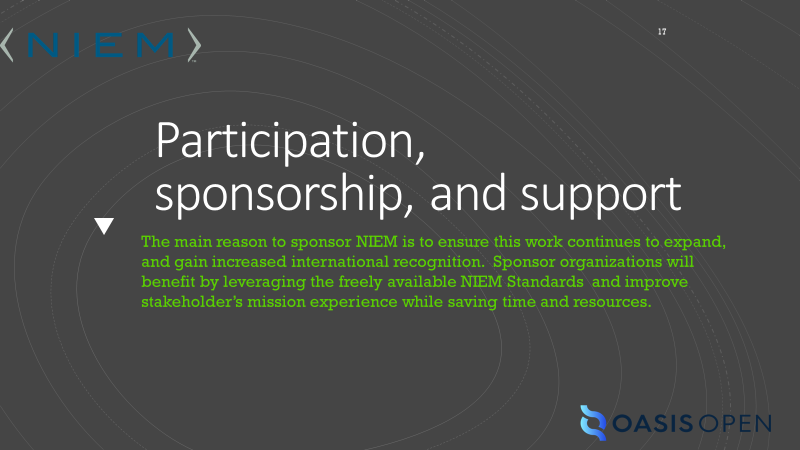 NIEM
17
Participation,
sponsorship, and support
The main reason to sponsor NIEM is to ensure this work continues to expand,
and gain increased international recognition.  Sponsor organizations will
benefit by leveraging the freely available NIEM Standards  and improve
stakeholder’s mission experience while saving time and resources.
OASIS OPEN